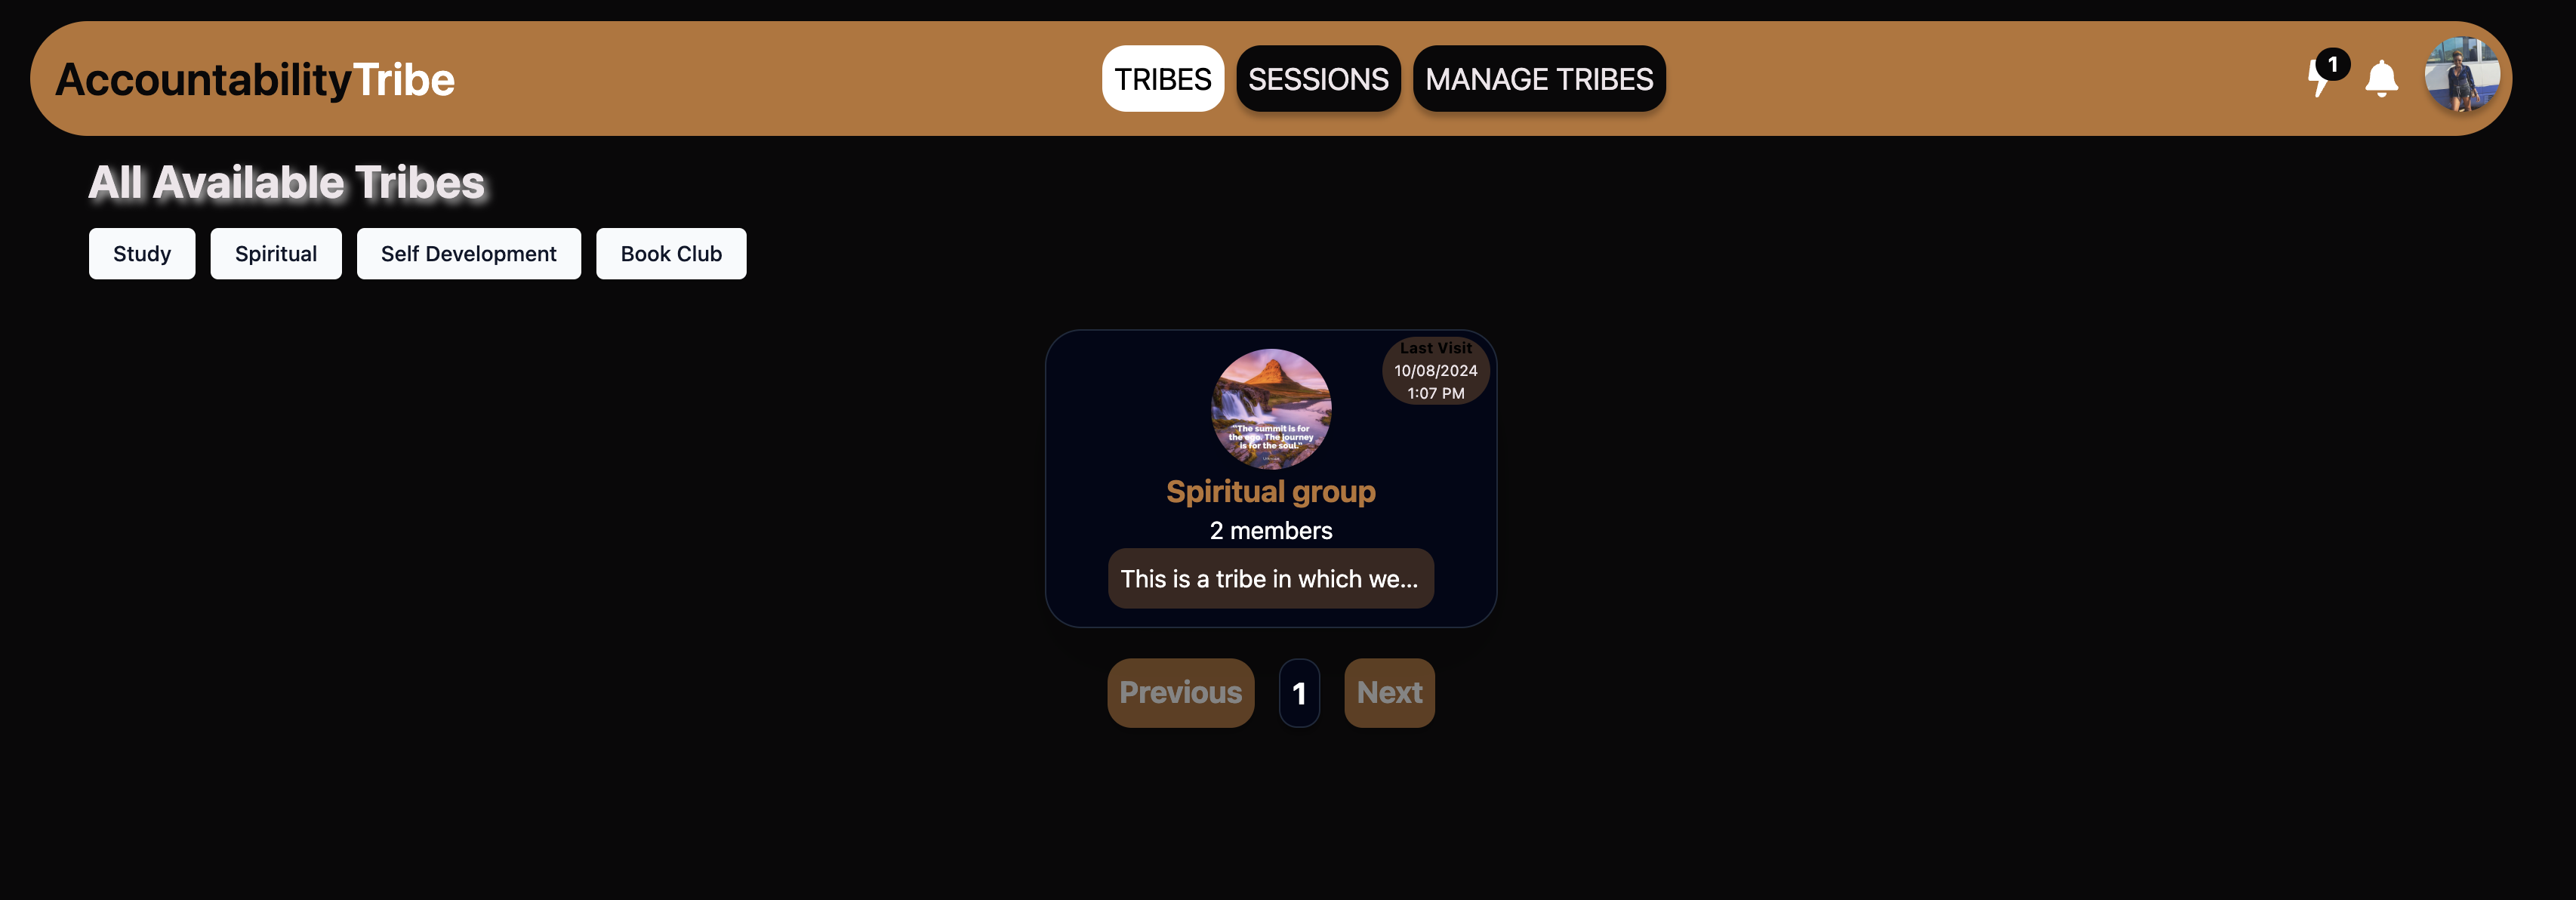 AccountabilityTribe
TRIBES
SESSIONS
MANAGE TRIBES
1
All Available Tribes
Study
Spiritual
Self Development
Book Club
Last Visit
10/08/2024
1:07 PM
"The summit is for
the ego. The journey
is for the soul."
Spiritual group
2 members
This is a tribe in which we...
Previous
1
Next